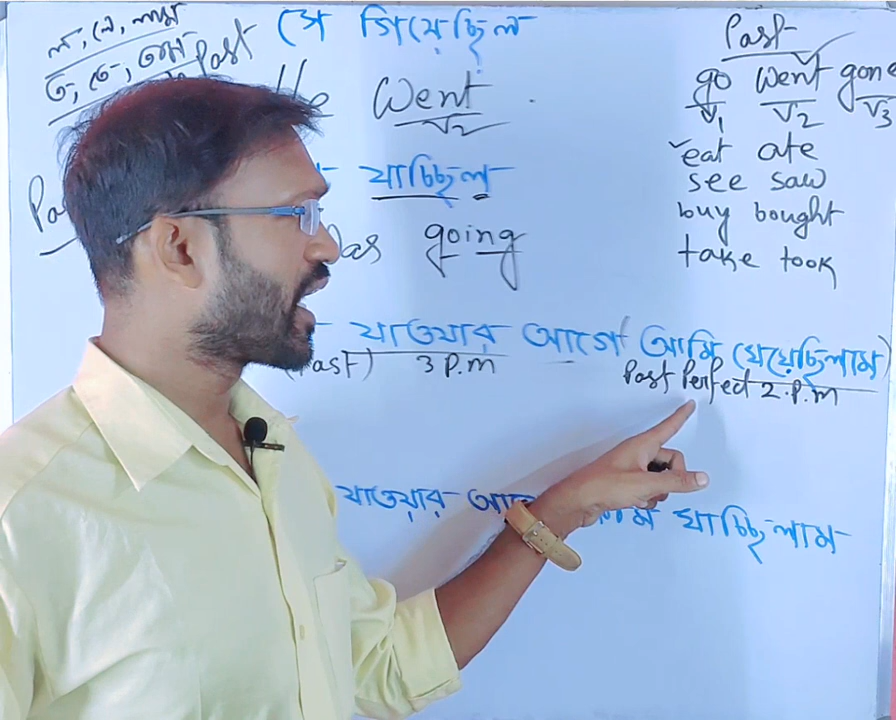 ল, লে, লাম
ত, তে, তাম Past
সে গিয়েছিল
He Went .
V2
যাচ্ছিল
Was going
যাওয়ার আগে আমি খেয়েছিলাম
(Past) 3 P.m Past Perfect 2.P.m
যাওয়ার আমি যাচ্ছিলাম
Past
go Went gone
V1 V2 V3
eat ate
see saw
buy bought
take took